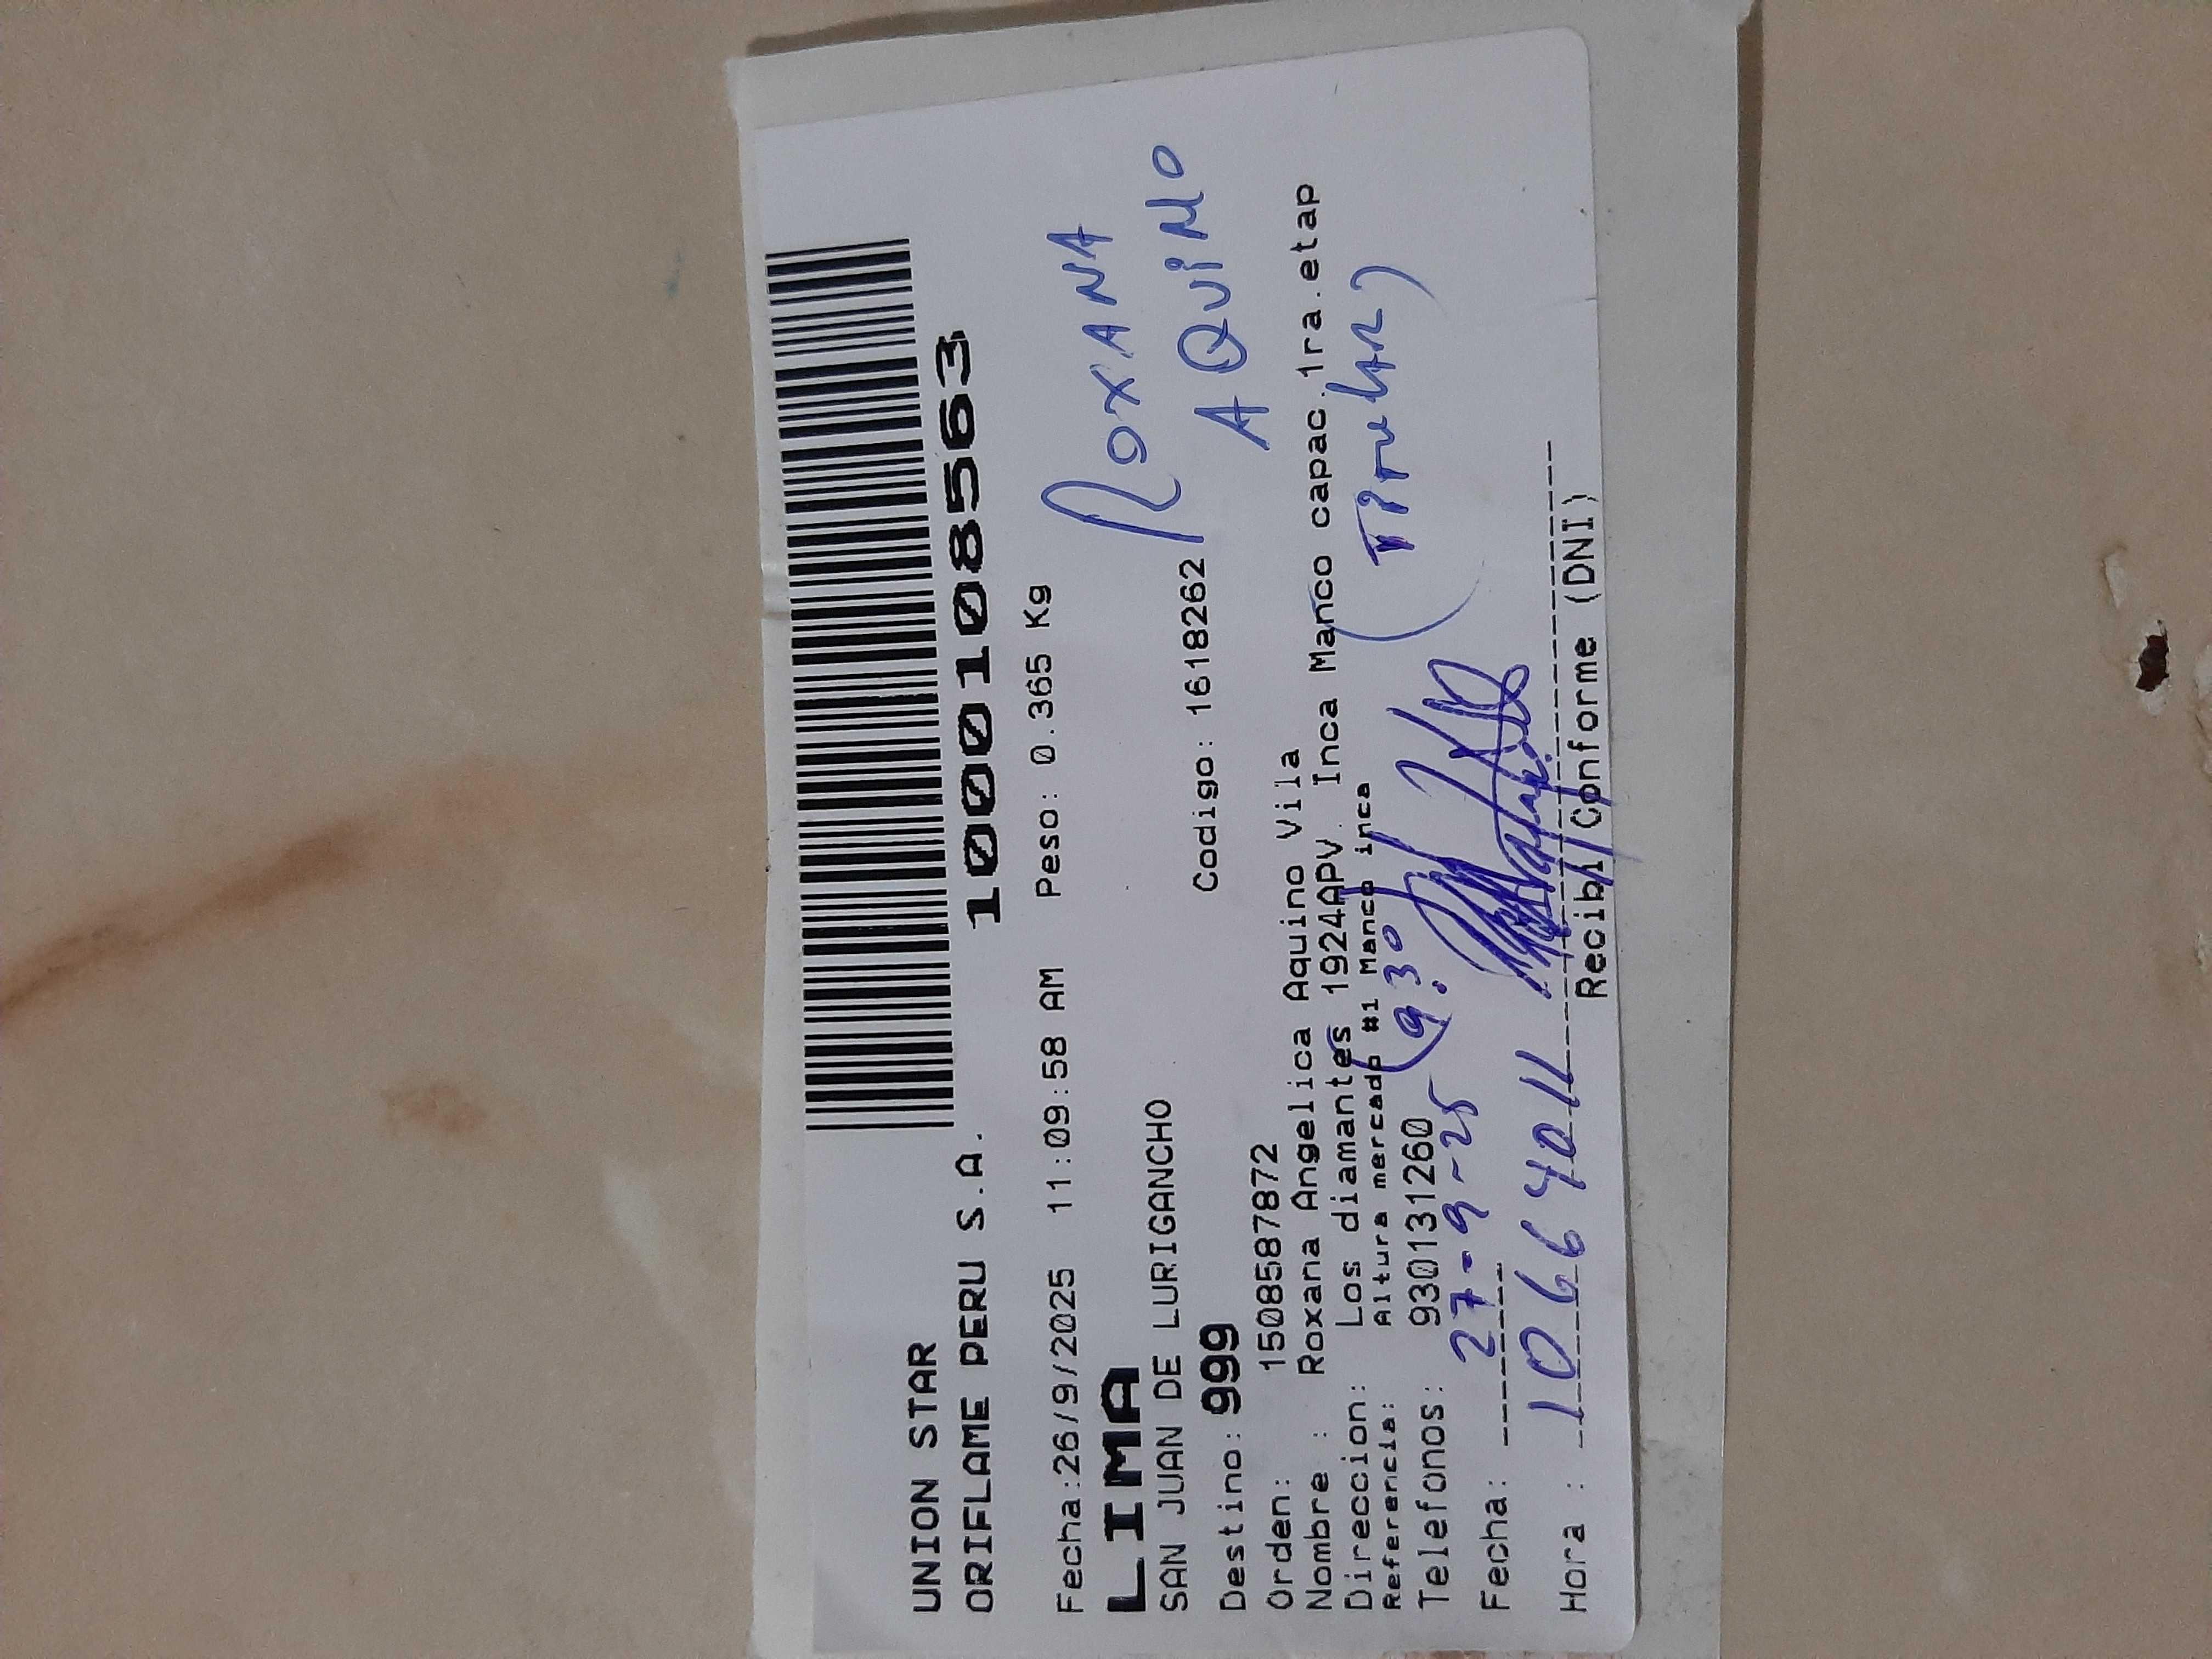 UNION STAR
ORIFLAME PERU S.A.
1000108563
Fecha:26/9/2025 11:09:58 AM Peso: 0.365 Kg
LIMA
SAN JUAN DE LURIGANCHO
ROXANA
Destino: 999 Codigo: 1618262
AQUINO
Orden: 1508587872
Nombre : Roxana Angelica Aquino Vila
Direccion: Los diamantes 1924APV. Inca Manco capac.1ra.etap
Referencia: Altura mercado #1 Manco inca
(TITULAR)
Telefonos: 930131260
(9:30
Fecha: 27-9-25
Hora : 10664011
Recibi Conforme (DNI)